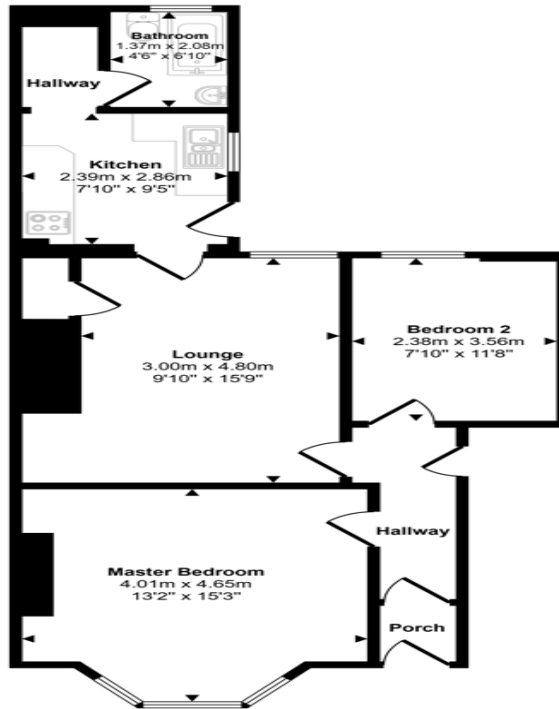 Bathroom
1.37m x 2.08m
4'6" x 6'10"
Hallway
Kitchen
2.39m x 2.86m
7'10" x 9'5"
Lounge
3.00m x 4.80m
9'10" x 15'9"
Bedroom 2
2.38m x 3.56m
7'10" x 11'8"
Hallway
Master Bedroom
4.01m x 4.65m
13'2" x 15'3"
Porch